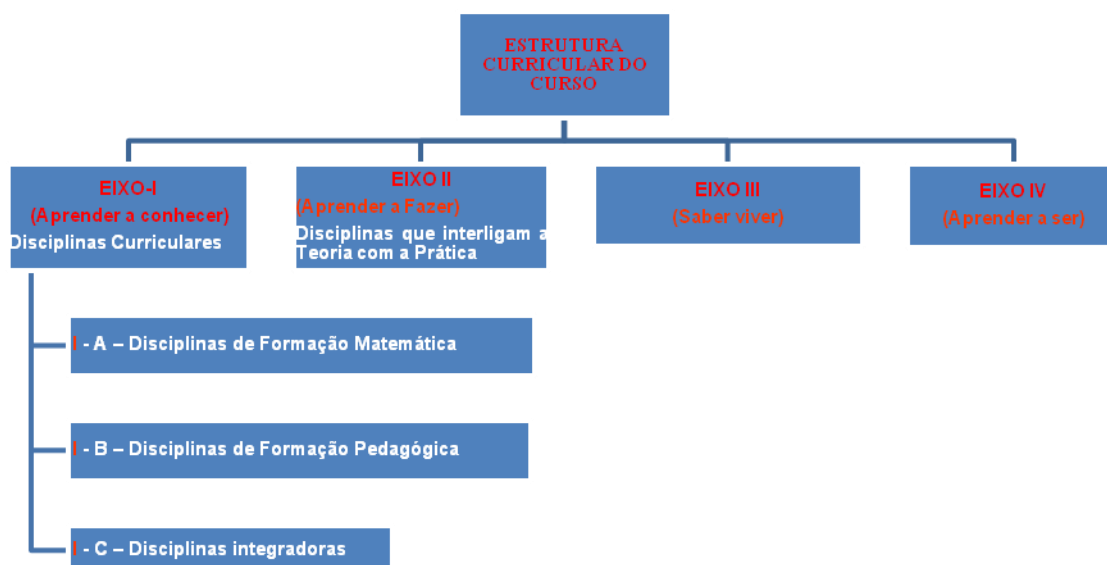 ESTRUTURA
CURRICULAR DO
CURSO
EIXO-I
(Aprender a conhecer)
Disciplinas Curriculares
EIXO II
(Aprender a Fazer)
Disciplinas que interligam a
Teoria com a Prática
EIXO III
(Saber viver)
EIXO IV
(Aprender a ser)
I - A – Disciplinas de Formação Matemática
I - B – Disciplinas de Formação Pedagógica
I - C – Disciplinas integradoras